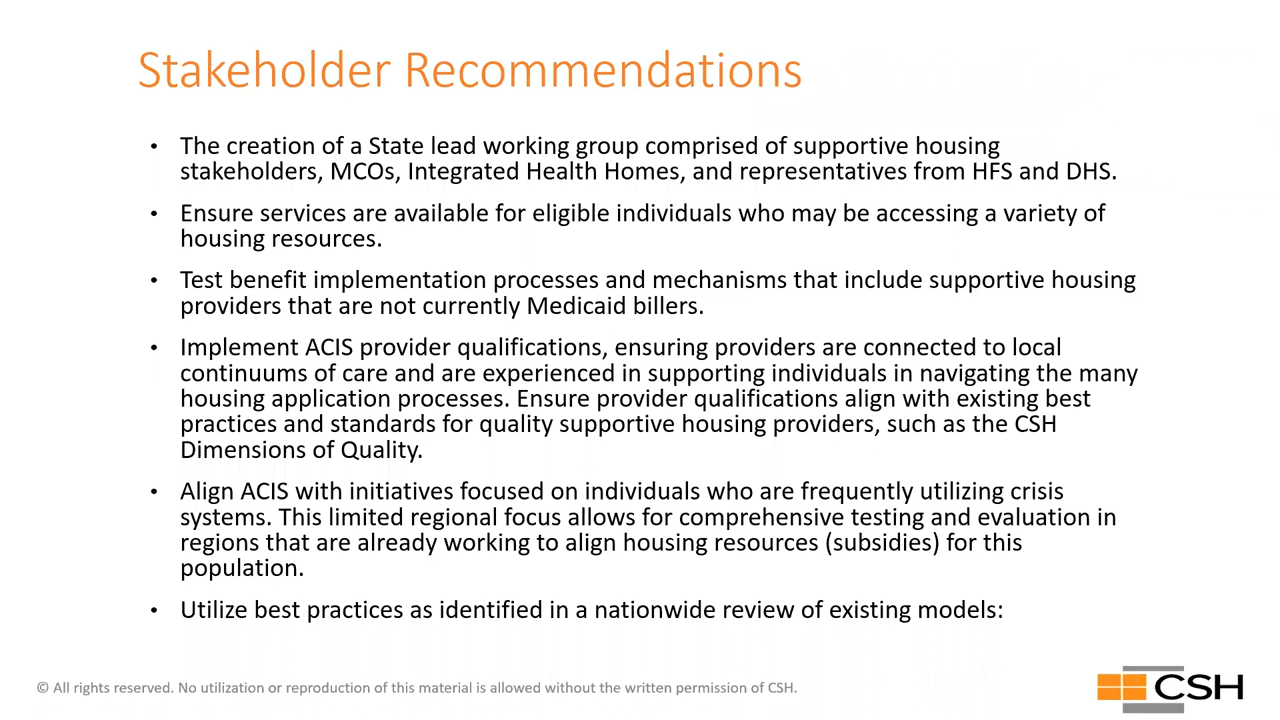 Stakeholder Recommendations
• The creation of a State lead working group comprised of supportive housing
stakeholders, MCOs, Integrated Health Homes, and representatives from HFS and DHS.
• Ensure services are available for eligible individuals who may be accessing a variety of
housing resources.
• Test benefit implementation processes and mechanisms that include supportive housing
providers that are not currently Medicaid billers.
• Implement ACIS provider qualifications, ensuring providers are connected to local
continuums of care and are experienced in supporting individuals in navigating the many
housing application processes. Ensure provider qualifications align with existing best
practices and standards for quality supportive housing providers, such as the CSH
Dimensions of Quality.
• Align ACIS with initiatives focused on individuals who are frequently utilizing crisis
systems. This limited regional focus allows for comprehensive testing and evaluation in
regions that are already working to align housing resources (subsidies) for this
population.
• Utilize best practices as identified in a nationwide review of existing models:
© All rights reserved. No utilization or reproduction of this material is allowed without the written permission of CSH.
CSH